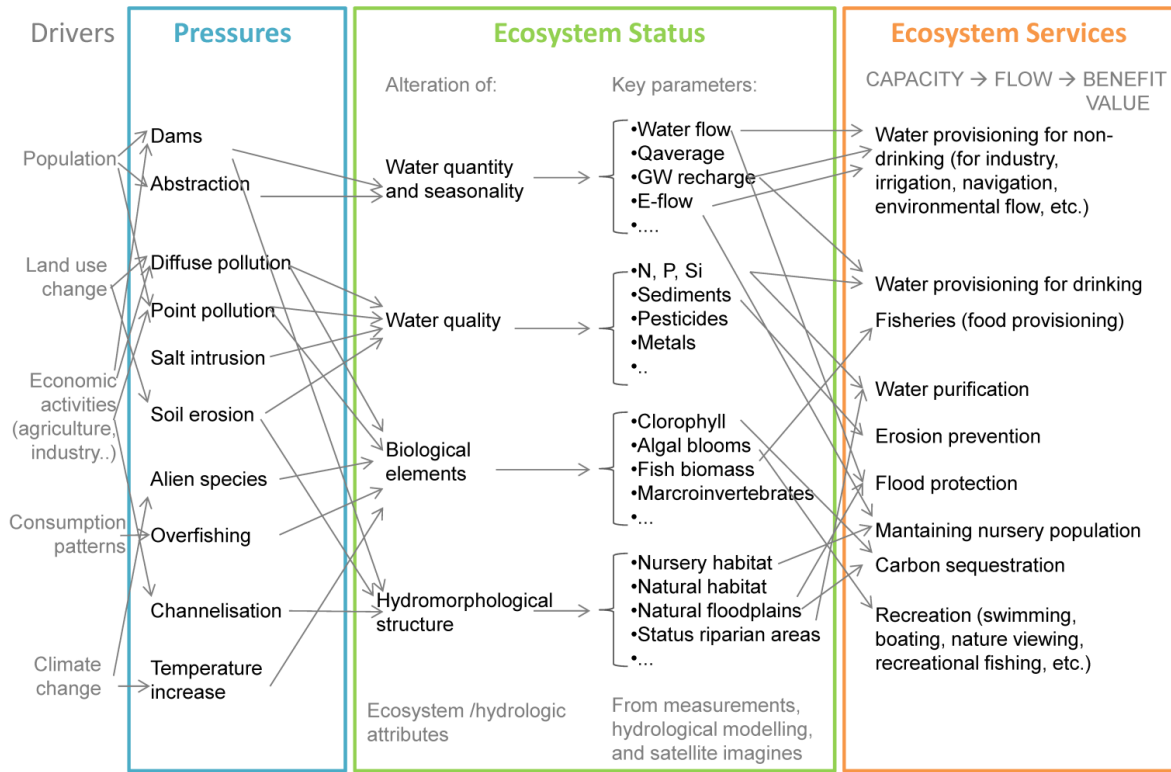 Drivers
Pressures
Ecosystem Status
Ecosystem Services
Alteration of:
Key parameters:
CAPACITY → FLOW → BENEFIT
VALUE
Population
Land use
change
Economic
activities
(agriculture,
industry..)
Consumption
patterns
Climate
change
Dams
Abstraction
Diffuse pollution
Point pollution
Salt intrusion
Soil erosion
Alien species
Overfishing
Channelisation
Temperature
increase
Water quantity
and seasonality
Water quality
Biological
elements
Hydromorphological
structure
Ecosystem /hydrologic
attributes
•Water flow
•Qaverage
•GW recharge
•E-flow
•....
•N, P, Si
•Sediments
•Pesticides
•Metals
•..
•Clorophyll
•Algal blooms
•Fish biomass
•Marcroinvertebrates
•...
•Nursery habitat
•Natural habitat
•Natural floodplains
•Status riparian areas
•...
From measurements,
hydrological modelling,
and satellite imagines
Water provisioning for non-
drinking (for industry,
irrigation, navigation,
environmental flow, etc.)
Water provisioning for drinking
Fisheries (food provisioning)
Water purification
Erosion prevention
Flood protection
Mantaining nursery population
Carbon sequestration
Recreation (swimming,
boating, nature viewing,
recreational fishing, etc.)